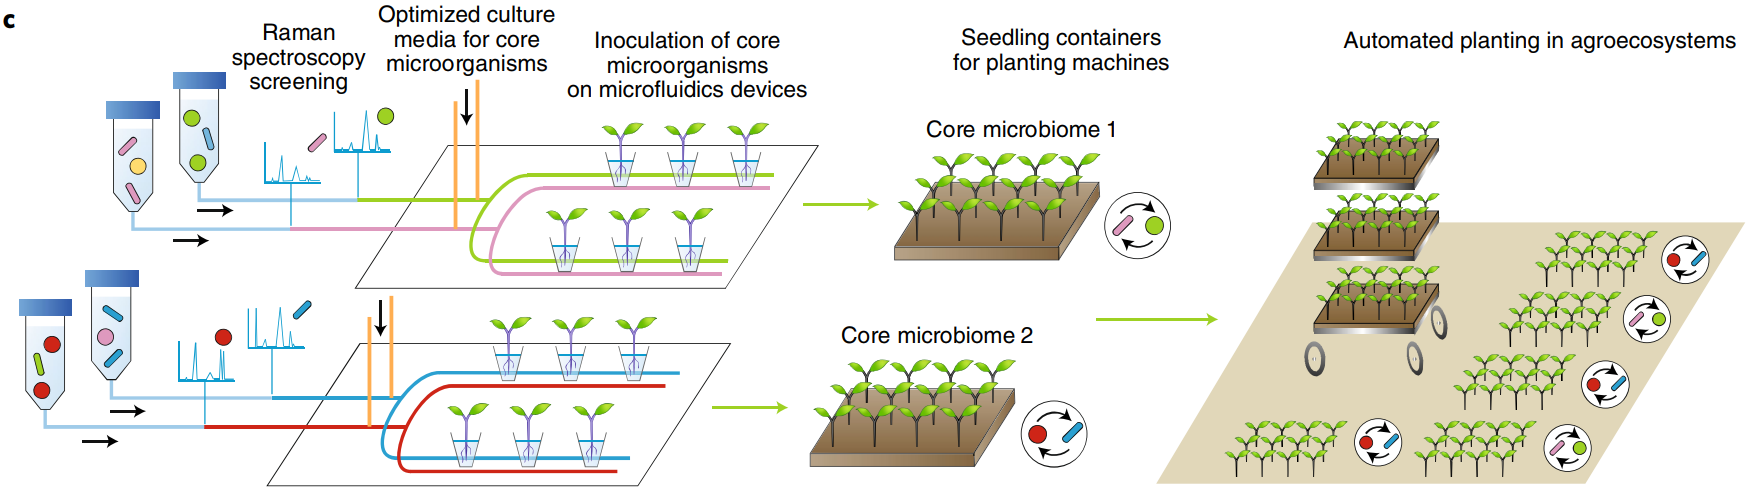 c
Raman
spectroscopy
screening
Optimized culture
media for core
microorganisms
Inoculation of core
microorganisms
on microfluidics devices
Seedling containers
for planting machines
Automated planting in agroecosystems
Core microbiome 1
Core microbiome 2